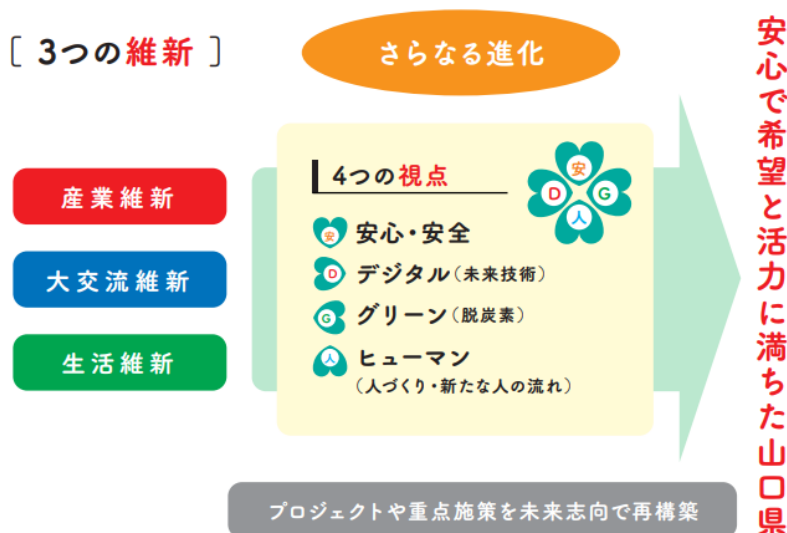 [ 3つの維新 ]
さらなる進化
産業維新
大交流維新
生活維新
4つの視点
安
D
G
人
安 安心・安全
D デジタル（未来技術）
G グリーン（脱炭素）
人 ヒューマン
（人づくり・新たな人の流れ）
プロジェクトや重点施策を未来志向で再構築
安心で希望と活力に満ちた山口県